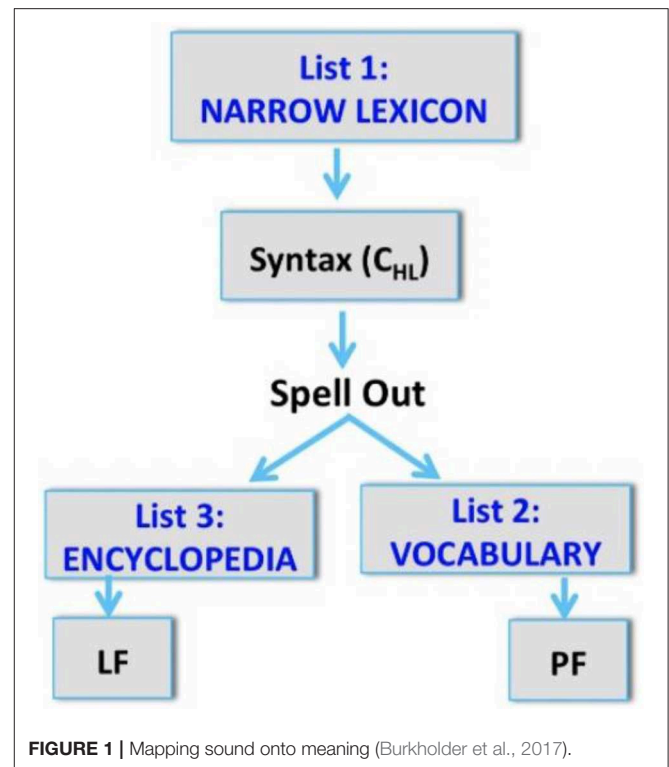 List 1:
NARROW LEXICON
Syntax (CHL)
Spell Out
List 3:
ENCYCLOPEDIA
List 2:
VOCABULARY
LF
PF
FIGURE 1 | Mapping sound onto meaning (Burkholder et al., 2017).